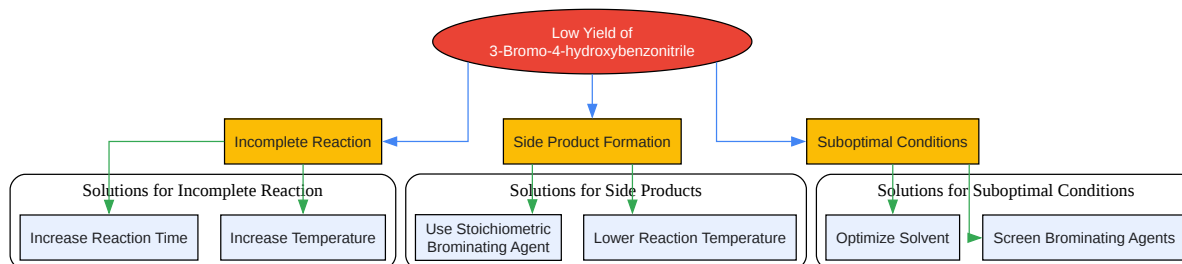 Low Yield of
3-Bromo-4-hydroxybenzonitrile
Incomplete Reaction
Side Product Formation
Suboptimal Conditions
Solutions for Incomplete Reaction
Solutions for Side Products
Solutions for Suboptimal Conditions
Increase Reaction Time
Increase Temperature
Use Stoichiometric
Brominating Agent
Lower Reaction Temperature
Optimize Solvent
Screen Brominating Agents